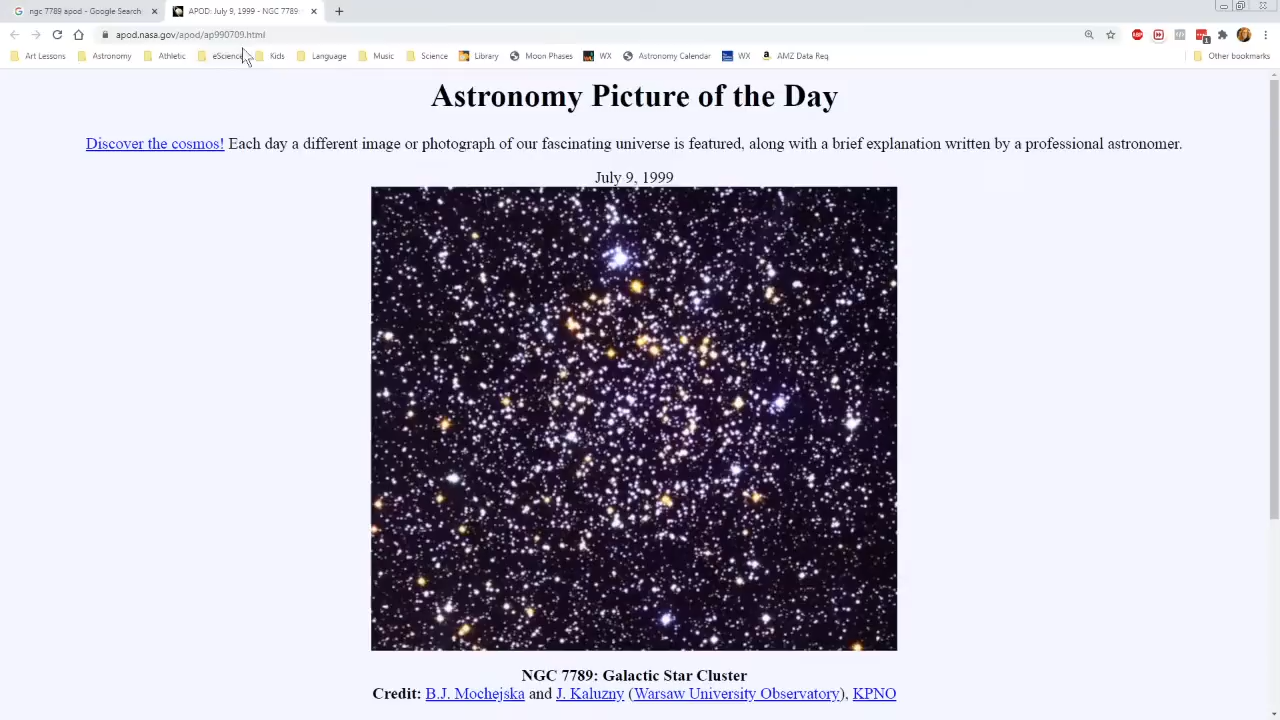 ngc 7789 apod - Google Search
APOD: July 9, 1999 - NGC 7789:
apod.nasa.gov/apod/ap990709.html
Art Lessons Astronomy Athletic eScience Kids Language Music Science Library Moon Phases WX Astronomy Calendar WX AMZ Data Req Other bookmarks
Astronomy Picture of the Day
Discover the cosmos! Each day a different image or photograph of our fascinating universe is featured, along with a brief explanation written by a professional astronomer.
July 9, 1999
NGC 7789: Galactic Star Cluster
Credit: B.J. Mochejska and J. Kaluzny (Warsaw University Observatory), KPNO